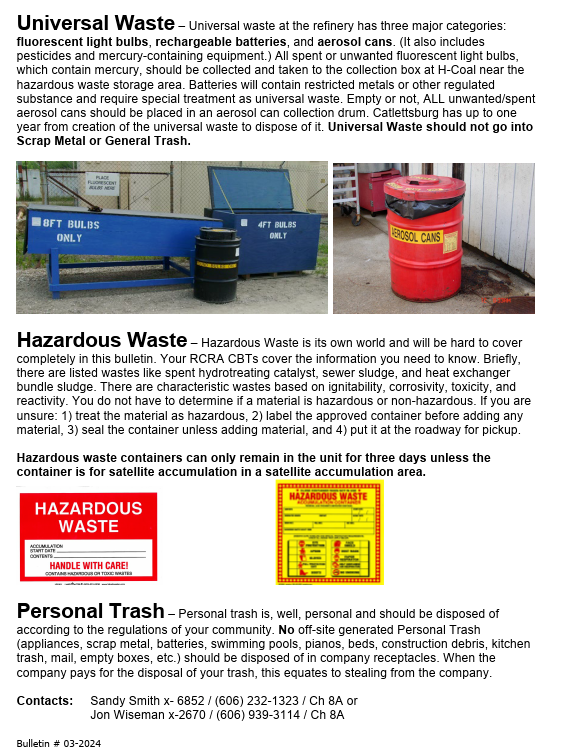 Universal Waste – Universal waste at the refinery has three major categories:
fluorescent light bulbs, rechargeable batteries, and aerosol cans. (It also includes
pesticides and mercury-containing equipment.) All spent or unwanted fluorescent light bulbs,
which contain mercury, should be collected and taken to the collection box at H-Coal near the
hazardous waste storage area. Batteries will contain restricted metals or other regulated
substance and require special treatment as universal waste. Empty or not, ALL unwanted/spent
aerosol cans should be placed in an aerosol can collection drum. Catlettsburg has up to one
year from creation of the universal waste to dispose of it. Universal Waste should not go into
Scrap Metal or General Trash.
PLACE
FLUORESCENT
BULBS HERE
8FT BULBS
ONLY
4FT BULBS
ONLY
AEROSOL CANS
Hazardous Waste – Hazardous Waste is its own world and will be hard to cover
completely in this bulletin. Your RCRA CBTs cover the information you need to know. Briefly,
there are listed wastes like spent hydrotreating catalyst, sewer sludge, and heat exchanger
bundle sludge. There are characteristic wastes based on ignitability, corrosivity, toxicity, and
reactivity. You do not have to determine if a material is hazardous or non-hazardous. If you are
unsure: 1) treat the material as hazardous, 2) label the approved container before adding any
material, 3) seal the container unless adding material, and 4) put it at the roadway for pickup.
Hazardous waste containers can only remain in the unit for three days unless the
container is for satellite accumulation in a satellite accumulation area.
HAZARDOUS
WASTE
ACCUMULATION
START DATE
CONTENTS
HANDLE WITH CARE!
CONTAINS HAZARDOUS OR TOXIC WASTES
HAZARDOUS WASTE
ACCUMULATION CONTAINER
Personal Trash – Personal trash is, well, personal and should be disposed of
according to the regulations of your community. No off-site generated Personal Trash
(appliances, scrap metal, batteries, swimming pools, pianos, beds, construction debris, kitchen
trash, mail, empty boxes, etc.) should be disposed of in company receptacles. When the
company pays for the disposal of your trash, this equates to stealing from the company.
Contacts: Sandy Smith x- 6852 / (606) 232-1323 / Ch 8A or
Jon Wiseman x-2670 / (606) 939-3114 / Ch 8A
Bulletin # 03-2024